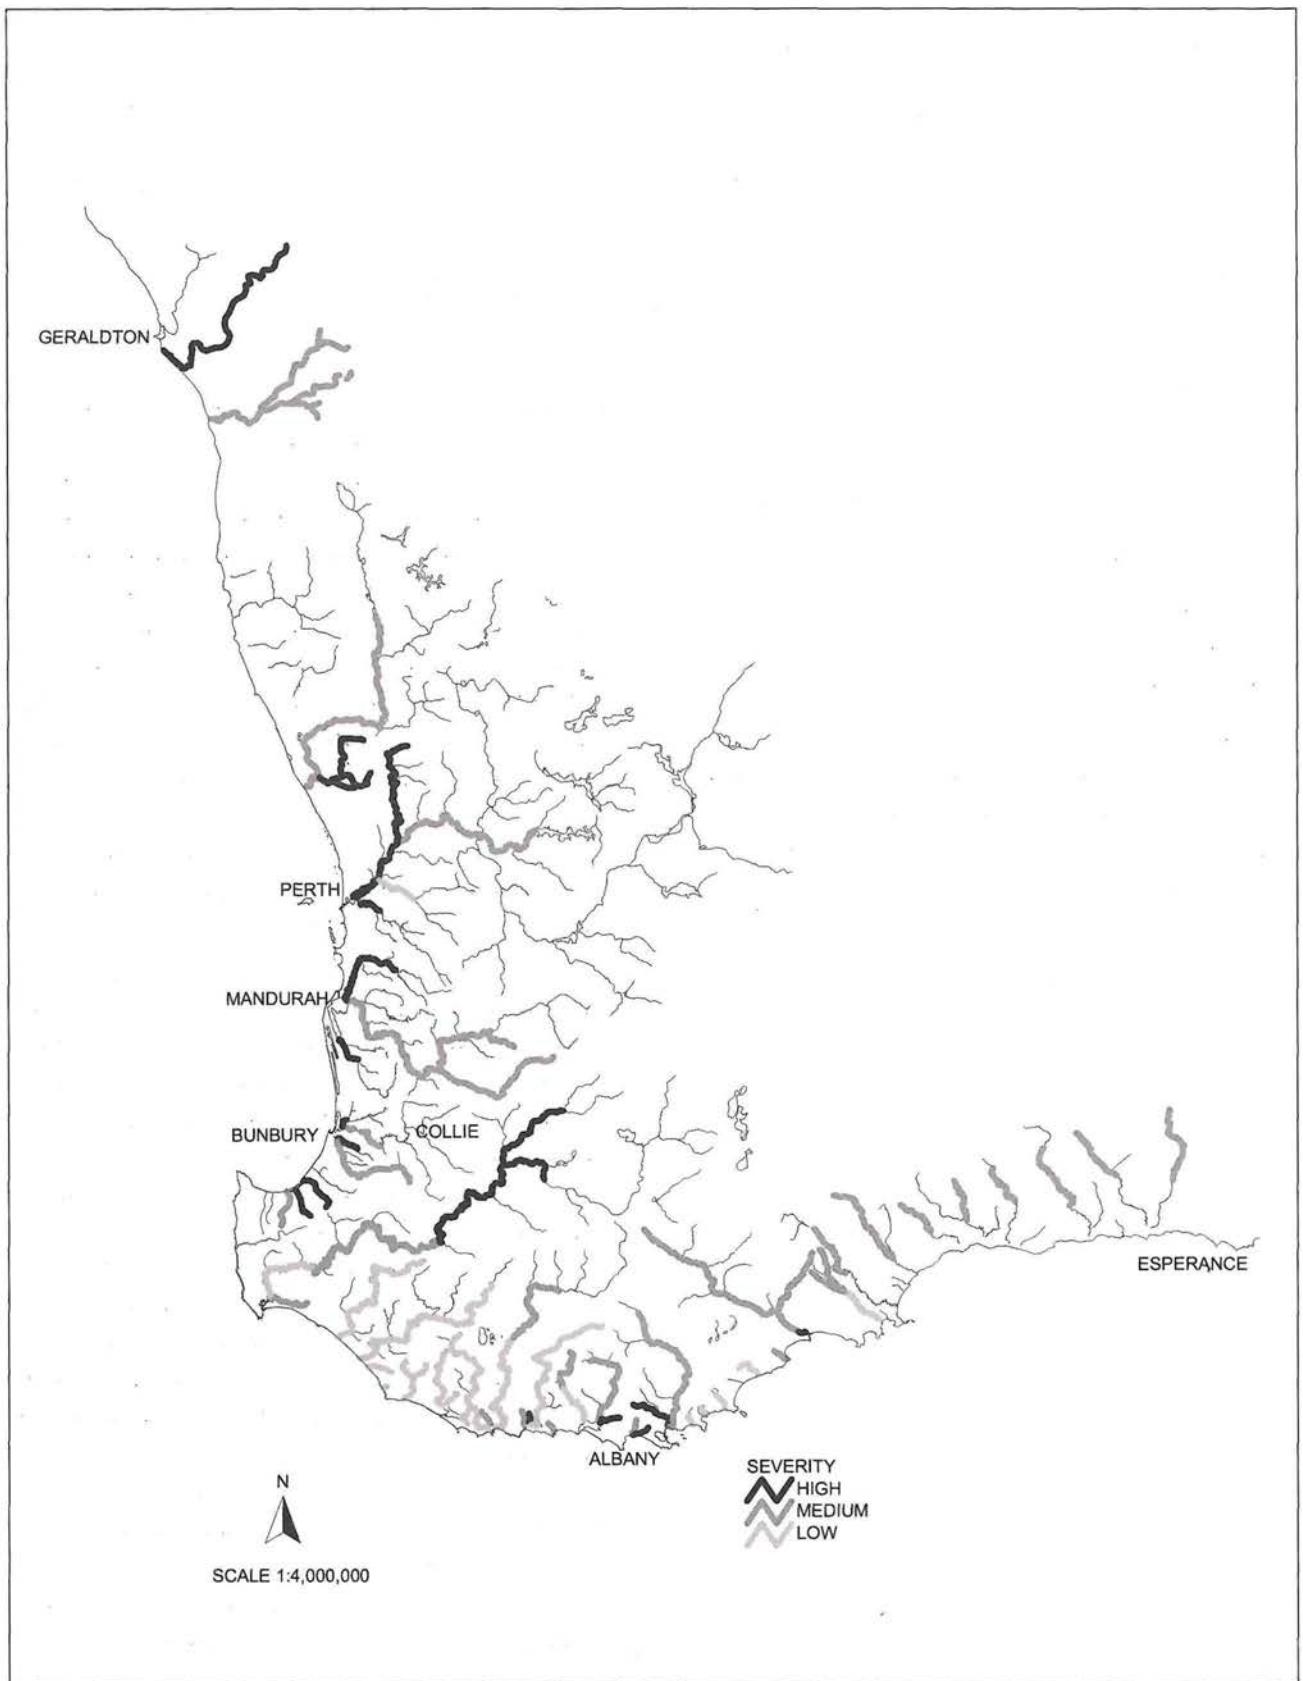 GERALDTON
PERTH
MANDURAH
BUNBURY
COLLIE
ESPERANCE
ALBANY
SEVERITY
HIGH
MEDIUM
LOW
N
SCALE 1:4,000,000